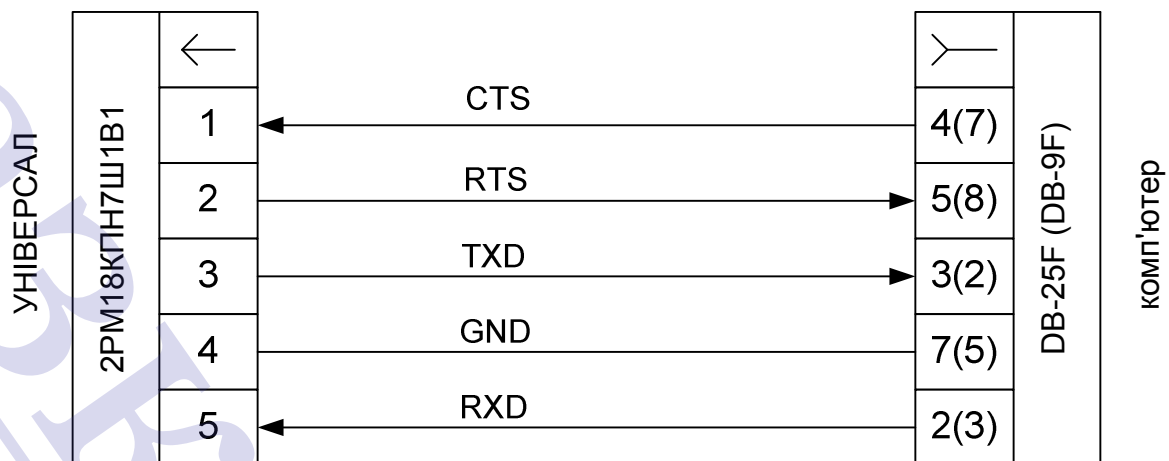 УНІВЕРСАЛ
2РМ18КПН7Ш1В1
1 CTS 4(7)
2 RTS 5(8)
3 TXD 3(2)
4 GND 7(5)
5 RXD 2(3)
DB-25F (DB-9F)
комп'ютер